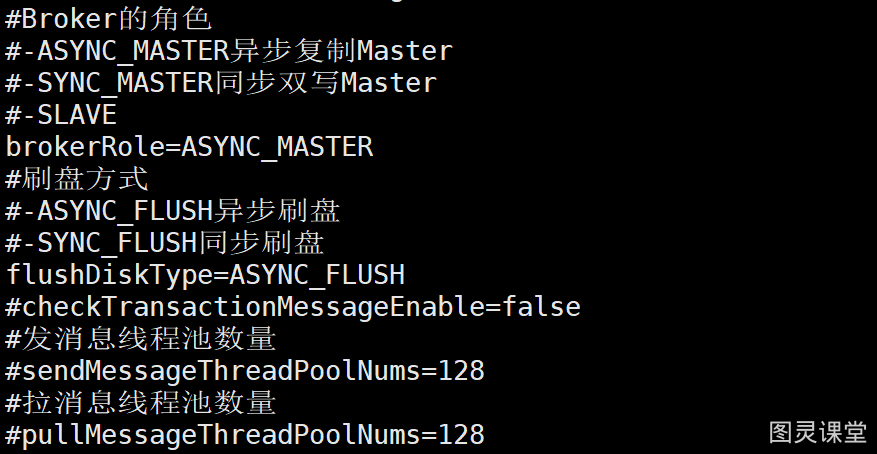 #Broker的角色
#-ASYNC_MASTER异步复制Master
#-SYNC_MASTER同步双写Master
#-SLAVE
brokerRole=ASYNC_MASTER
#刷盘方式
#-ASYNC_FLUSH异步刷盘
#-SYNC_FLUSH同步刷盘
flushDiskType=ASYNC_FLUSH
#checkTransactionMessageEnable=false
#发消息线程池数量
#sendMessageThreadPoolNums=128
#拉消息线程池数量
#pullMessageThreadPoolNums=128
图灵课堂